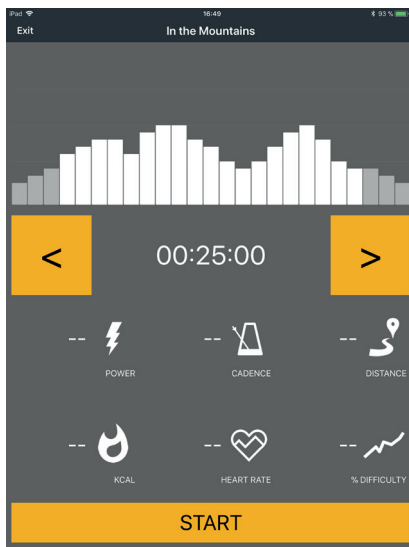 iPad 16:49 93 %
Exit In the Mountains
< 00:25:00 >
-- -- --
POWER CADENCE DISTANCE
-- -- --
KCAL HEART RATE % DIFFICULTY
START